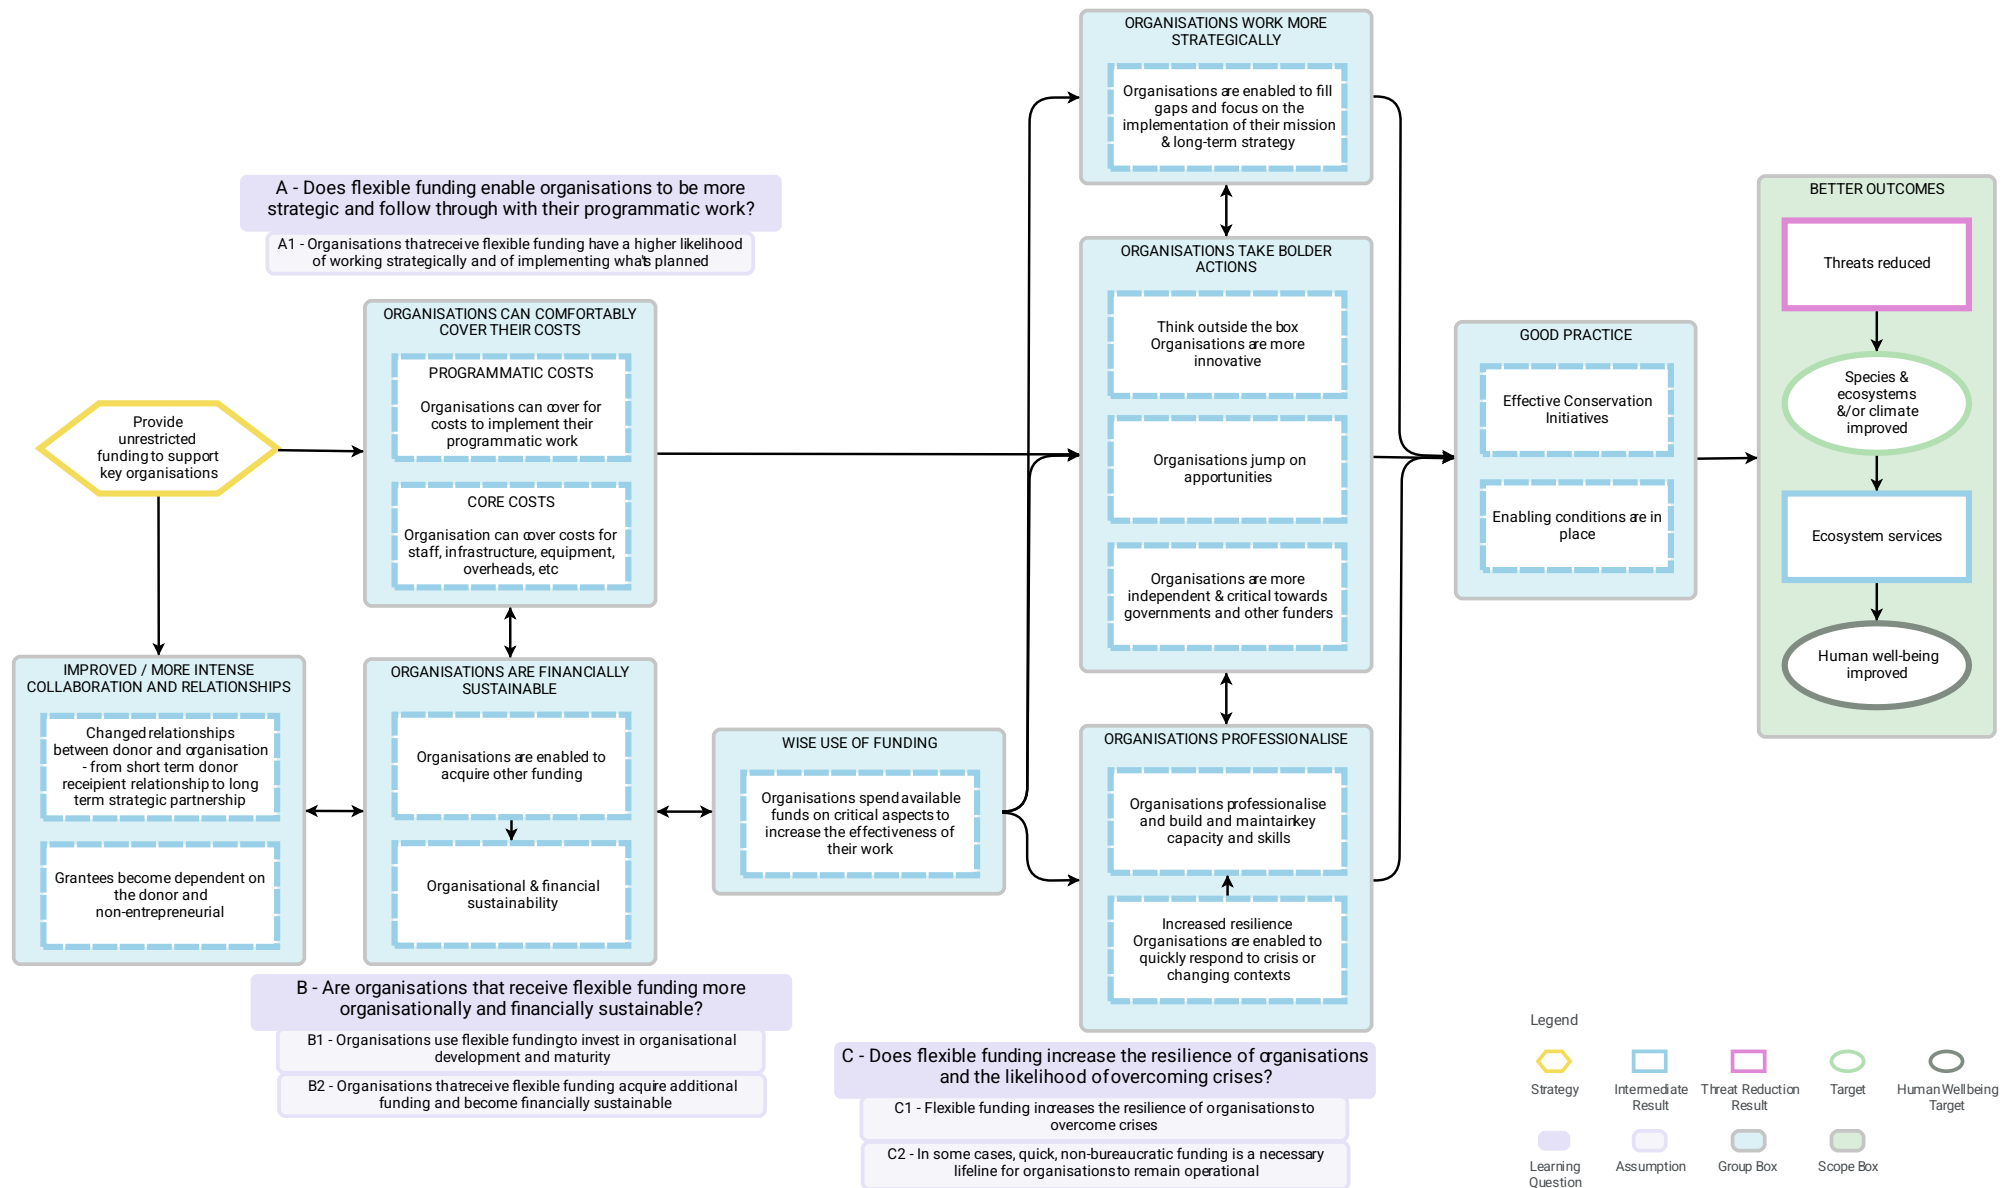 ORGANISATIONS WORK MORE
STRATEGICALLY
Organisations are enabled to fill
gaps and focus on the
implementation of their mission
& long-term strategy
A - Does flexible funding enable organisations to be more
strategic and follow through with their programmatic work?
A1 - Organisations that receive flexible funding have a higher likelihood
of working strategically and of implementing what's planned
ORGANISATIONS CAN COMFORTABLY
COVER THEIR COSTS
PROGRAMMATIC COSTS
Organisations can cover for
costs to implement their
programmatic work
CORE COSTS
Organisation can cover costs for
staff, infrastructure, equipment,
overheads, etc
Provide
unrestricted
funding to support
key organisations
ORGANISATIONS TAKE BOLDER
ACTIONS
Think outside the box
Organisations are more
innovative
Organisations jump on
apportunities
Organisations are more
independent & critical towards
governments and other funders
GOOD PRACTICE
Effective Conservation
Initiatives
Enabling conditions are in
place
BETTER OUTCOMES
Threats reduced
Species &
ecosystems
&/or climate
improved
Ecosystem services
Human well-being
improved
IMPROVED / MORE INTENSE
COLLABORATION AND RELATIONSHIPS
Changed relationships
between donor and organisation
- from short term donor
receipient relationship to long
term strategic partnership
Grantees become dependent on
the donor and
non-entrepreneurial
ORGANISATIONS ARE FINANCIALLY
SUSTAINABLE
Organisations are enabled to
acquire other funding
Organisational & financial
sustainability
WISE USE OF FUNDING
Organisations spend available
funds on critical aspects to
increase the effectiveness of
their work
ORGANISATIONS PROFESSIONALISE
Organisations professionalise
and build and maintain key
capacity and skills
Increased resilience
Organisations are enabled to
quickly respond to crisis or
changing contexts
B - Are organisations that receive flexible funding more
organisationally and financially sustainable?
B1 - Organisations use flexible funding to invest in organisational
development and maturity
B2 - Organisations that receive flexible funding acquire additional
funding and become financially sustainable
C - Does flexible funding increase the resilience of organisations
and the likelihood of overcoming crises?
C1 - Flexible funding increases the resilience of organisations to
overcome crises
C2 - In some cases, quick, non-bureaucratic funding is a necessary
lifeline for organisations to remain operational
Legend
Strategy
Intermediate
Result
Threat Reduction
Result
Target
Human Wellbeing
Target
Learning
Question
Assumption
Group Box
Scope Box